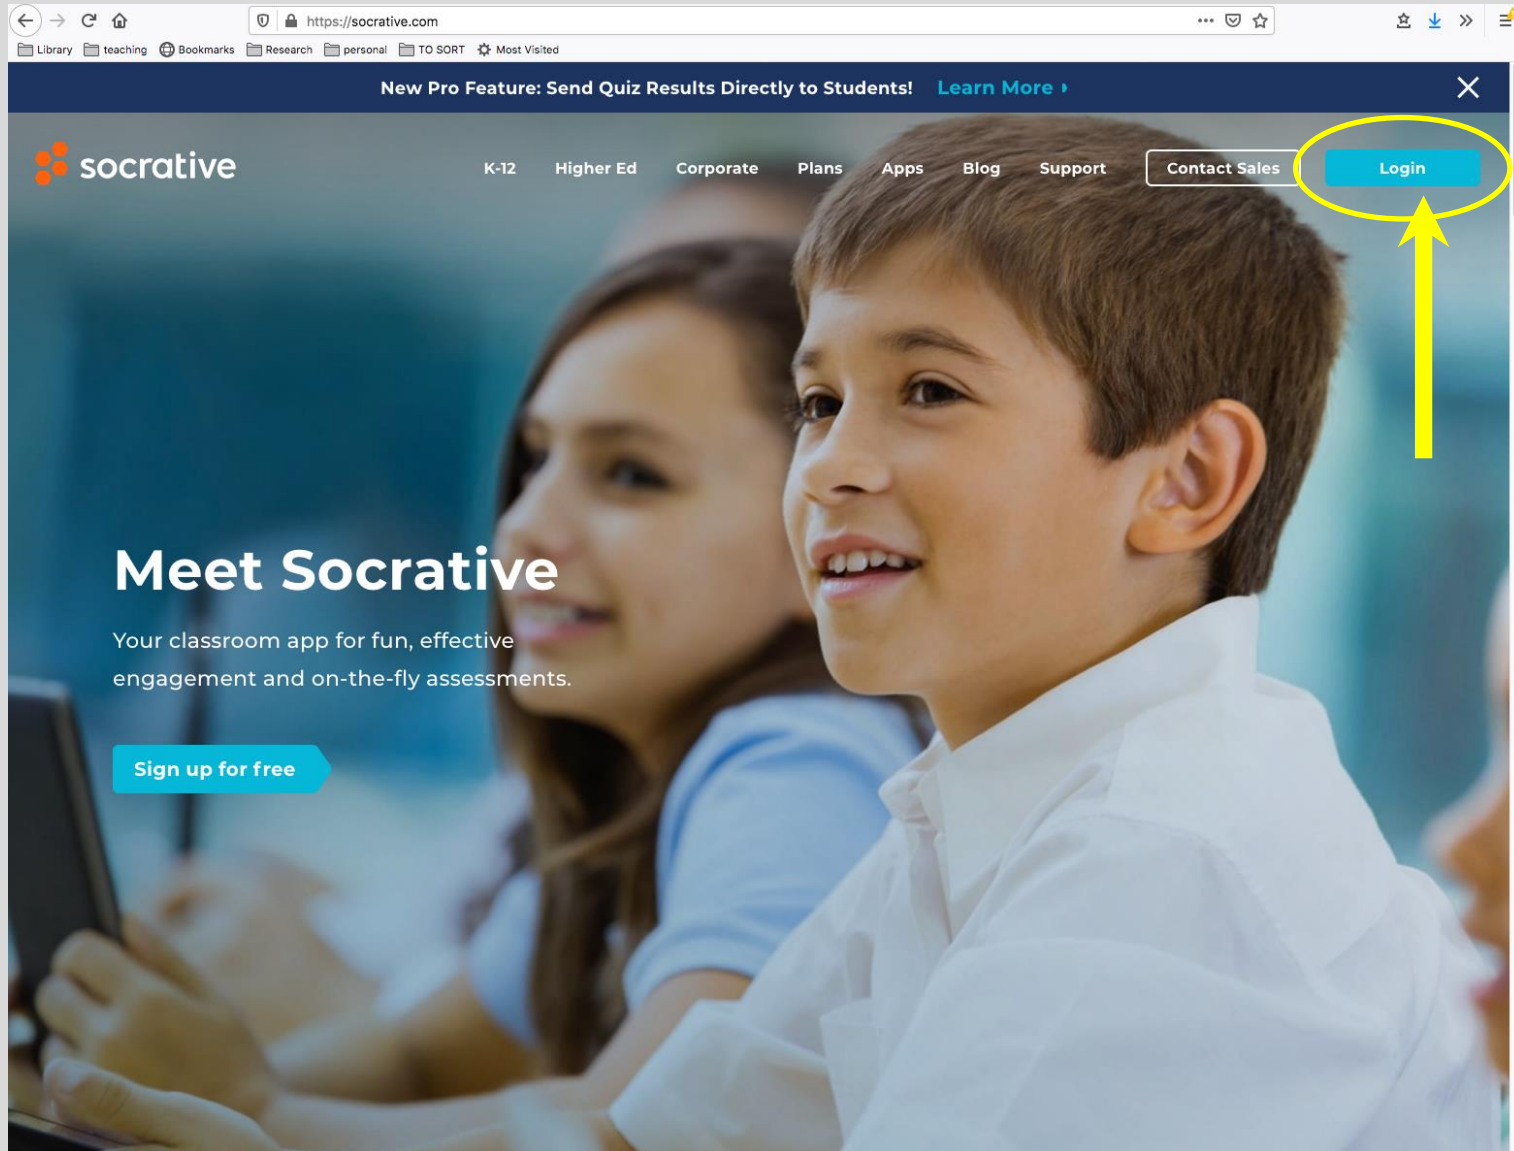 https://socrative.com
Library teaching Bookmarks Research personal TO SORT Most Visited
New Pro Feature: Send Quiz Results Directly to Students! Learn More
socrative K-12 Higher Ed Corporate Plans Apps Blog Support Contact Sales Login
Meet Socrative
Your classroom app for fun, effective
engagement and on-the-fly assessments.
Sign up for free